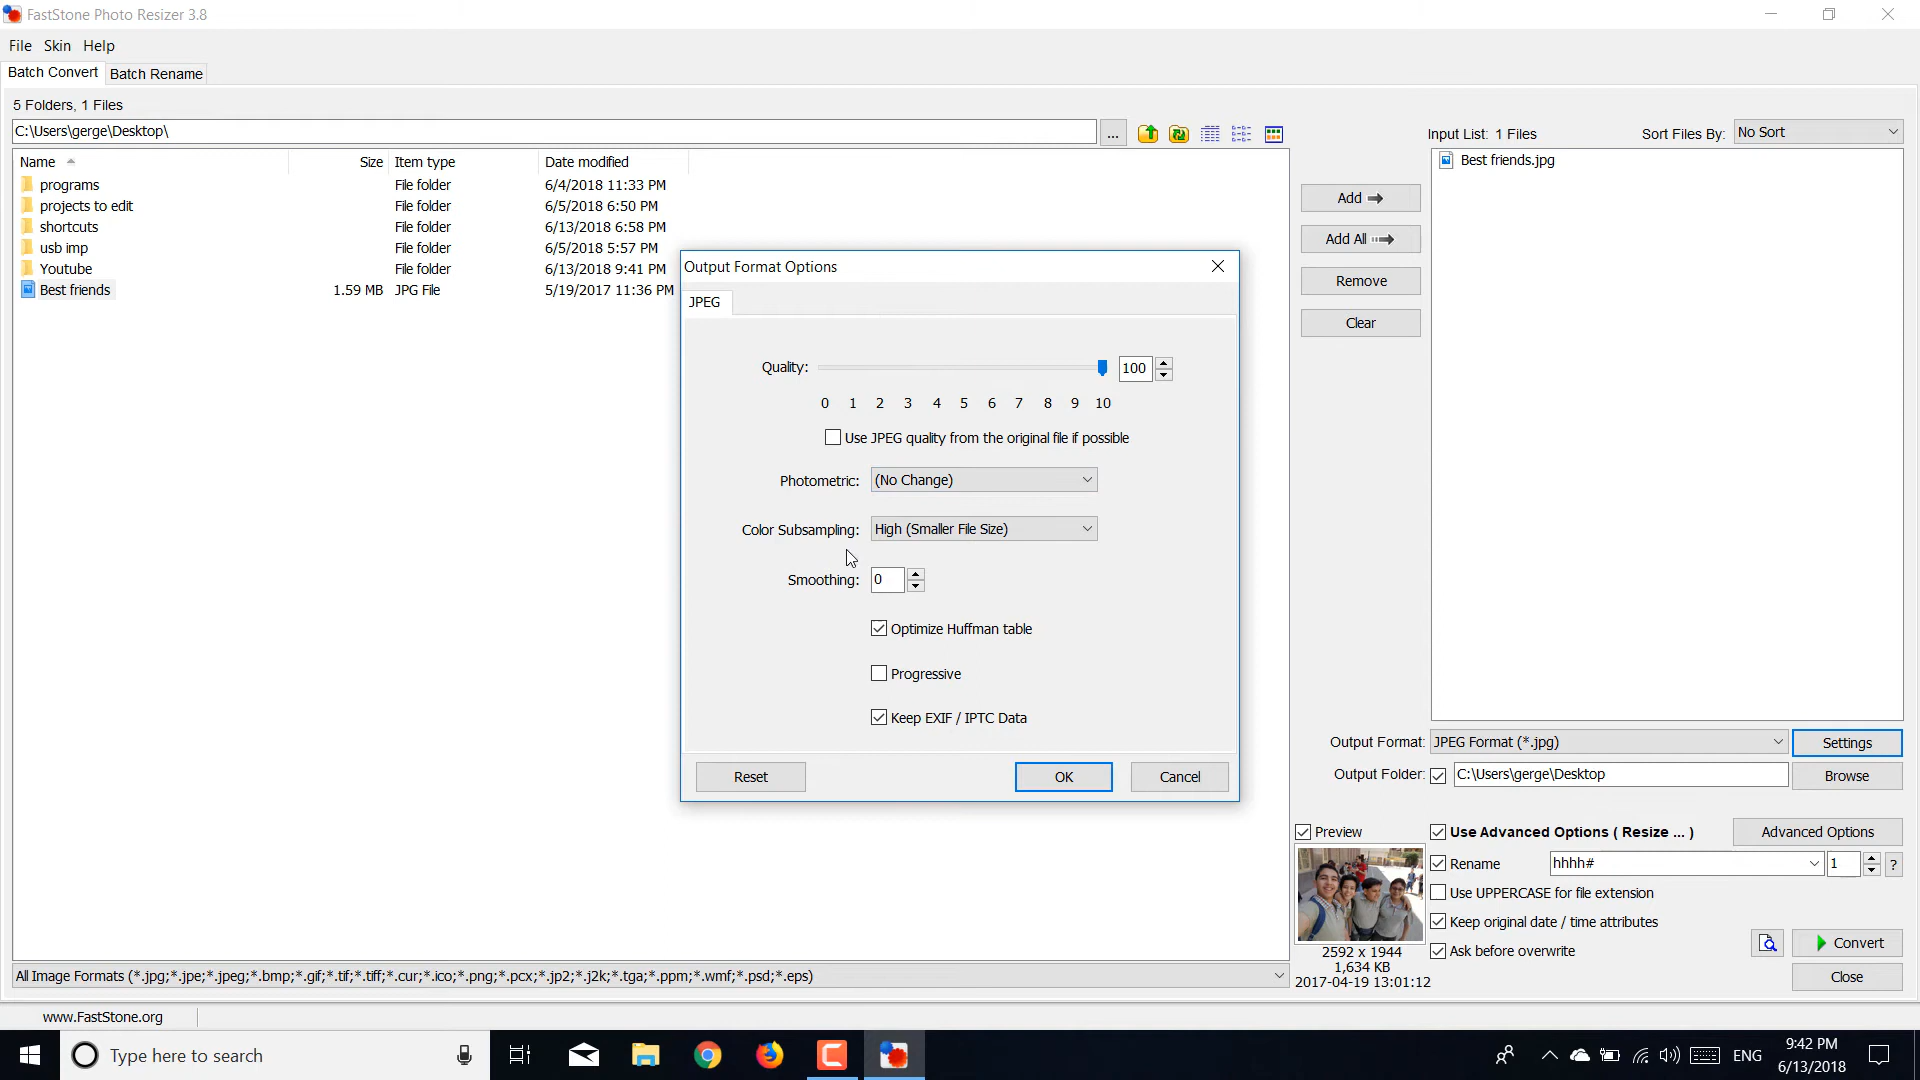 FastStone Photo Resizer 3.8
File Skin Help
Batch Convert Batch Rename
5 Folders, 1 Files
C:\Users\gerge\Desktop\ ...
Input List: 1 Files Sort Files By: No Sort
Name Size Item type Date modified
programs File folder 6/4/2018 11:33 PM
projects to edit File folder 6/5/2018 6:50 PM
shortcuts File folder 6/13/2018 6:58 PM
usb imp File folder 6/5/2018 5:57 PM
Youtube File folder 6/13/2018 9:41 PM
Best friends 1.59 MB JPG File 5/19/2017 11:36 PM
Add
Add All
Remove
Clear
Best friends.jpg
Output Format Options
JPEG
Quality: 100
0 1 2 3 4 5 6 7 8 9 10
Use JPEG quality from the original file if possible
Photometric: (No Change)
Color Subsampling: High (Smaller File Size)
Smoothing: 0
Optimize Huffman table
Progressive
Keep EXIF / IPTC Data
Reset OK Cancel
Output Format: JPEG Format (*.jpg) Settings
Output Folder: C:\Users\gerge\Desktop Browse
Preview
Use Advanced Options ( Resize ... ) Advanced Options
Rename hhhh# 1 ?
Use UPPERCASE for file extension
Keep original date / time attributes
Ask before overwrite
Convert
Close
2592 x 1944
1,634 KB
2017-04-19 13:01:12
All Image Formats (*.jpg;*.jpe;*.jpeg;*.bmp;*.gif;*.tif;*.tiff;*.cur;*.ico;*.png;*.pcx;*.jp2;*.j2k;*.tga;*.ppm;*.wmf;*.psd;*.eps)
www.FastStone.org
Type here to search
ENG
9:42 PM
6/13/2018